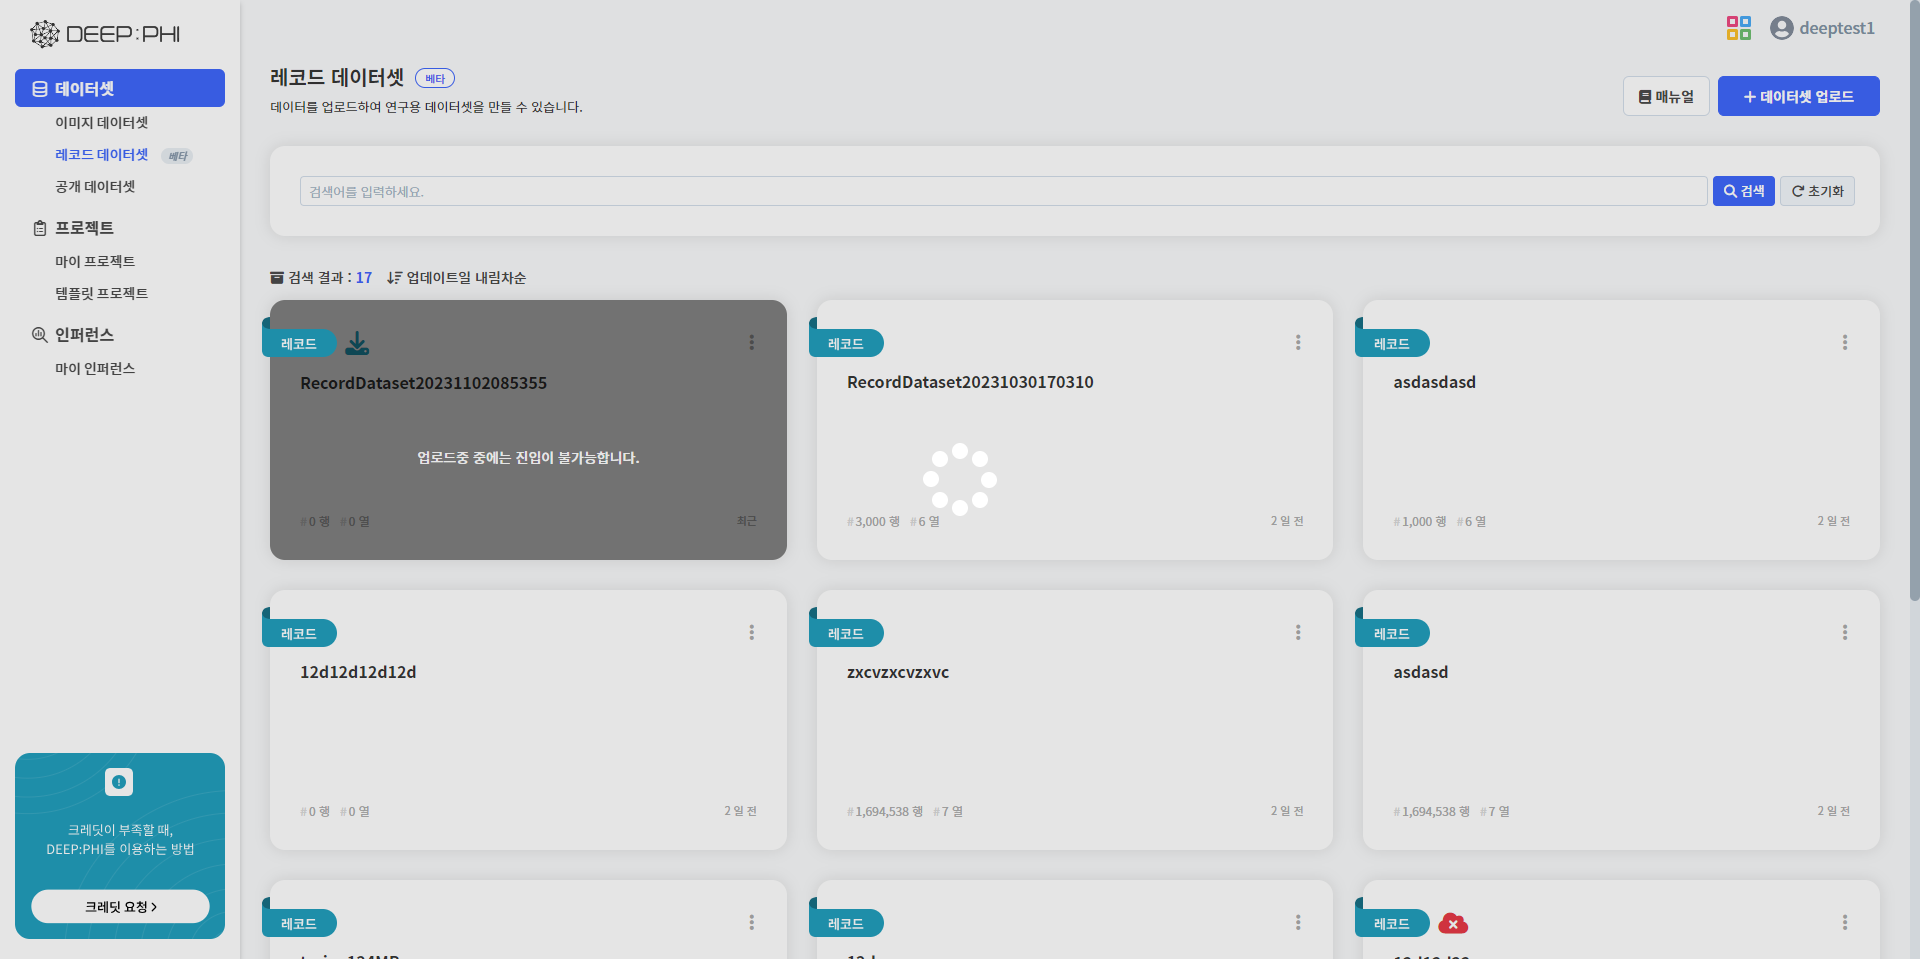 DEEP:PHI
데이터셋
이미지 데이터셋
레코드 데이터셋 베타
공개 데이터셋
프로젝트
마이 프로젝트
템플릿 프로젝트
인퍼런스
마이 인퍼런스
크레딧이 부족할 때,
DEEP:PHI를 이용하는 방법
크레딧 요청
deeptest1
레코드 데이터셋 베타
데이터를 업로드하여 연구용 데이터셋을 만들 수 있습니다.
매뉴얼
+ 데이터셋 업로드
검색어를 입력하세요.
검색
초기화
검색 결과 : 17 업데이트일 내림차순
레코드
RecordDataset20231102085355
업로드중 중에는 진입이 불가능합니다.
#0 행 #0 열 최근
레코드
RecordDataset20231030170310
#3,000 행 #6 열 2 일 전
레코드
asdasdasd
#1,000 행 #6 열 2 일 전
레코드
12d12d12d12d
#0 행 #0 열 2 일 전
레코드
zxcvzxcvzxvc
#1,694,538 행 #7 열 2 일 전
레코드
asdasd
#1,694,538 행 #7 열 2 일 전
레코드
레코드
레코드